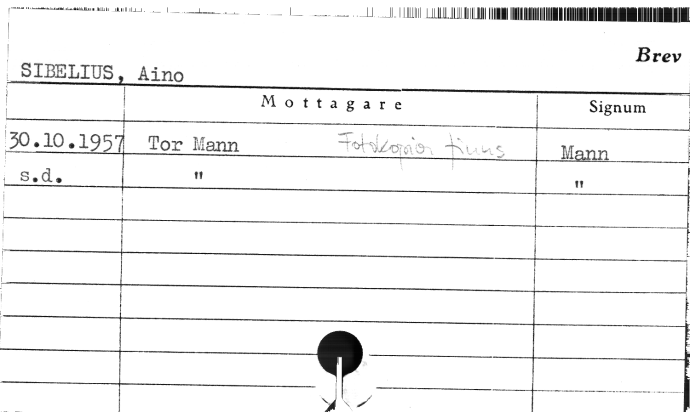 Brev
SIBELIUS, Aino
Mottagare Signum
30.10.1957 Tor Mann Fotokopior finns Mann
s.d. " "